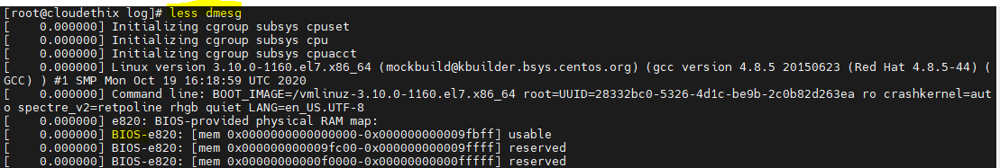 [root@cloudethix log]# less dmesg
[    0.000000] Initializing cgroup subsys cpuset
[    0.000000] Initializing cgroup subsys cpu
[    0.000000] Initializing cgroup subsys cpuacct
[    0.000000] Linux version 3.10.0-1160.el7.x86_64 (mockbuild@kbuilder.bsys.centos.org) (gcc version 4.8.5 20150623 (Red Hat 4.8.5-44) (
GCC) ) #1 SMP Mon Oct 19 16:18:59 UTC 2020
[    0.000000] Command line: BOOT_IMAGE=/vmlinuz-3.10.0-1160.el7.x86_64 root=UUID=28332bc0-5326-4d1c-be9b-2c0b82d263ea ro crashkernel=aut
o spectre_v2=retpoline rhgb quiet LANG=en_US.UTF-8
[    0.000000] e820: BIOS-provided physical RAM map:
[    0.000000] BIOS-e820: [mem 0x0000000000000000-0x000000000009fbff] usable
[    0.000000] BIOS-e820: [mem 0x000000000009fc00-0x000000000009ffff] reserved
[    0.000000] BIOS-e820: [mem 0x00000000000f0000-0x00000000000fffff] reserved